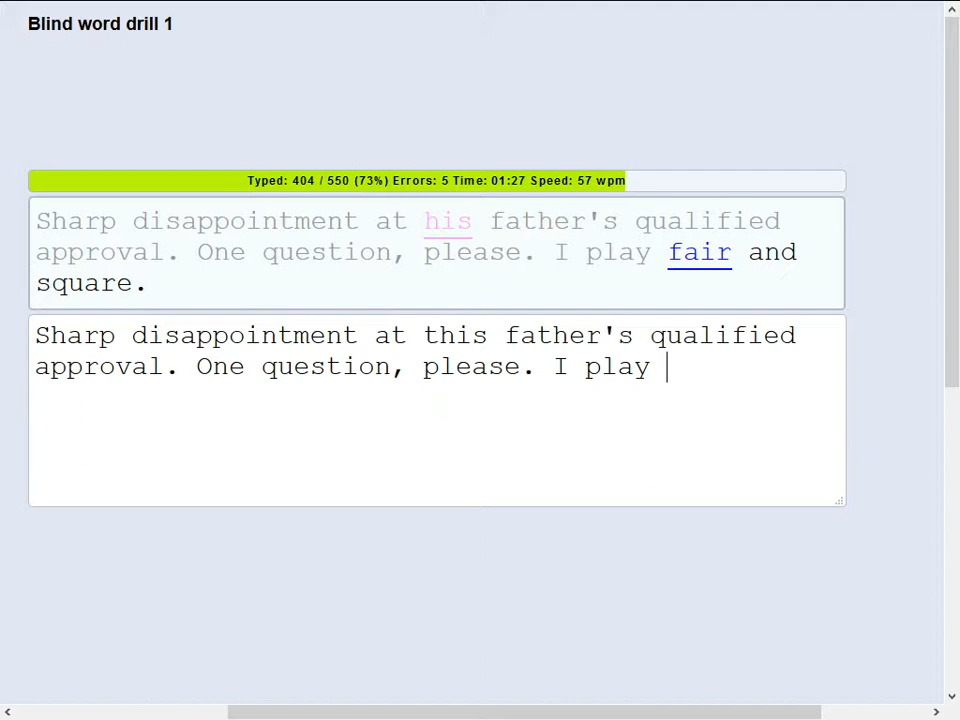 Blind word drill 1
Typed: 404 / 550 (73%) Errors: 5 Time: 01:27 Speed: 57 wpm
Sharp disappointment at his father's qualified
approval. One question, please. I play fair and
square.
Sharp disappointment at this father's qualified
approval. One question, please. I play